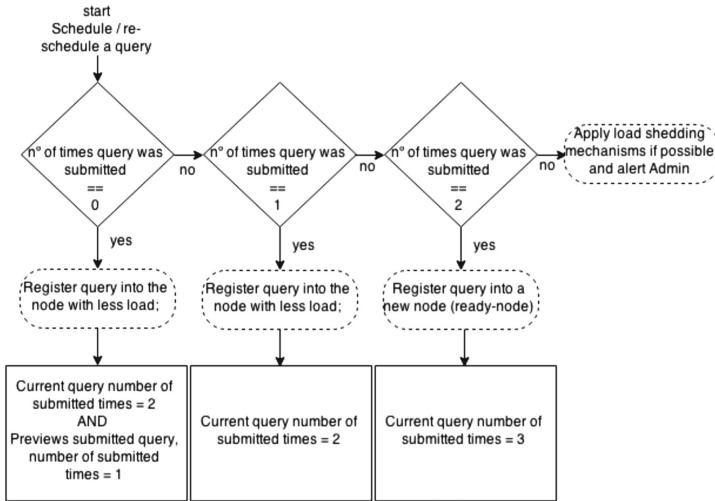 start
Schedule / re-
schedule a query
n° of times query was
submitted
==
0
no
n° of times query was
submitted
==
1
no
n° of times query was
submitted
==
2
no
Apply load shedding
mechanisms if possible
and alert Admin
yes
yes
yes
Register query into the
node with less load;
Register query into the
node with less load;
Register query into a
new node (ready-node)
Current query number of
submitted times = 2
AND
Previews submitted query,
number of submitted
times = 1
Current query number of
submitted times = 2
Current query number of
submitted times = 3